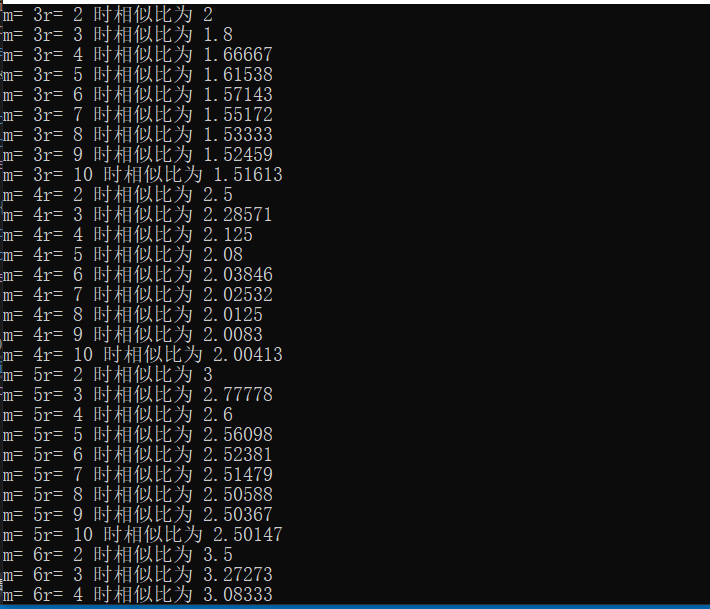 m= 3r= 2 时相似比为 2
m= 3r= 3 时相似比为 1.8
m= 3r= 4 时相似比为 1.66667
m= 3r= 5 时相似比为 1.61538
m= 3r= 6 时相似比为 1.57143
m= 3r= 7 时相似比为 1.55172
m= 3r= 8 时相似比为 1.53333
m= 3r= 9 时相似比为 1.52459
m= 3r= 10 时相似比为 1.51613
m= 4r= 2 时相似比为 2.5
m= 4r= 3 时相似比为 2.28571
m= 4r= 4 时相似比为 2.125
m= 4r= 5 时相似比为 2.08
m= 4r= 6 时相似比为 2.03846
m= 4r= 7 时相似比为 2.02532
m= 4r= 8 时相似比为 2.0125
m= 4r= 9 时相似比为 2.0083
m= 4r= 10 时相似比为 2.00413
m= 5r= 2 时相似比为 3
m= 5r= 3 时相似比为 2.77778
m= 5r= 4 时相似比为 2.6
m= 5r= 5 时相似比为 2.56098
m= 5r= 6 时相似比为 2.52381
m= 5r= 7 时相似比为 2.51479
m= 5r= 8 时相似比为 2.50588
m= 5r= 9 时相似比为 2.50367
m= 5r= 10 时相似比为 2.50147
m= 6r= 2 时相似比为 3.5
m= 6r= 3 时相似比为 3.27273
m= 6r= 4 时相似比为 3.08333